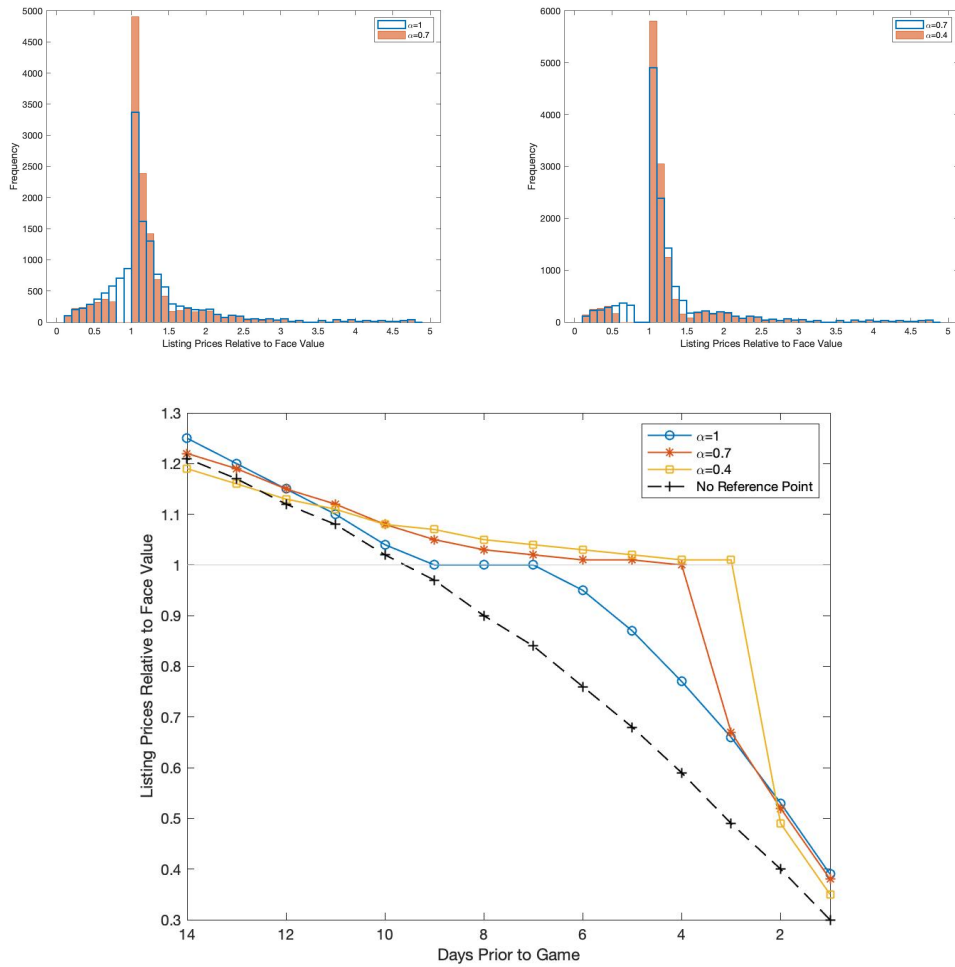 5000
4500
4000
3500
3000
2500
2000
1500
1000
500
0
Frequency
α=1
α=0.7
0 0.5 1 1.5 2 2.5 3 3.5 4 4.5 5
Listing Prices Relative to Face Value
6000
5000
4000
3000
2000
1000
0
Frequency
α=0.7
α=0.4
0 0.5 1 1.5 2 2.5 3 3.5 4 4.5 5
Listing Prices Relative to Face Value
1.3
1.2
1.1
1
0.9
0.8
0.7
0.6
0.5
0.4
0.3
Listing Prices Relative to Face Value
α=1
α=0.7
α=0.4
No Reference Point
14 12 10 8 6 4 2
Days Prior to Game